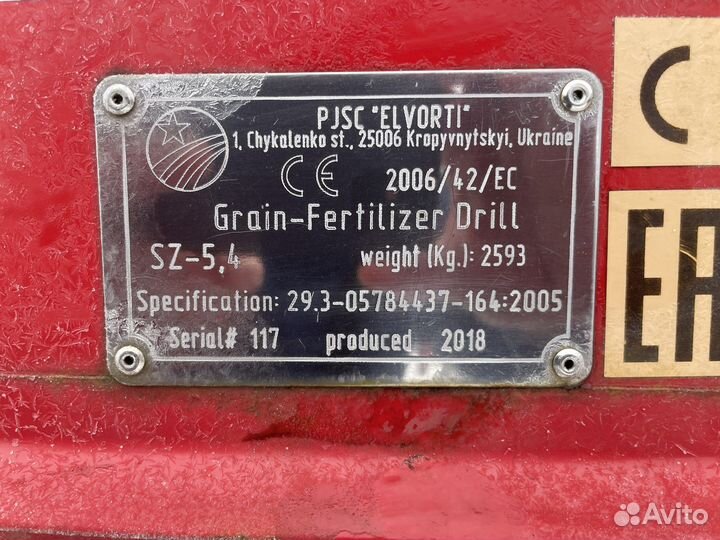 PJSC "ELVORTI"
1, Chykalenko st., 25006 Kropyvnytskyi, Ukraine
CE 2006/42/EC
Grain-Fertilizer Drill
SZ-5,4 weight (Kg.): 2593
Specification: 29.3-05784437-164:2005
Serial# 117 produced 2018
C
EA
Avito